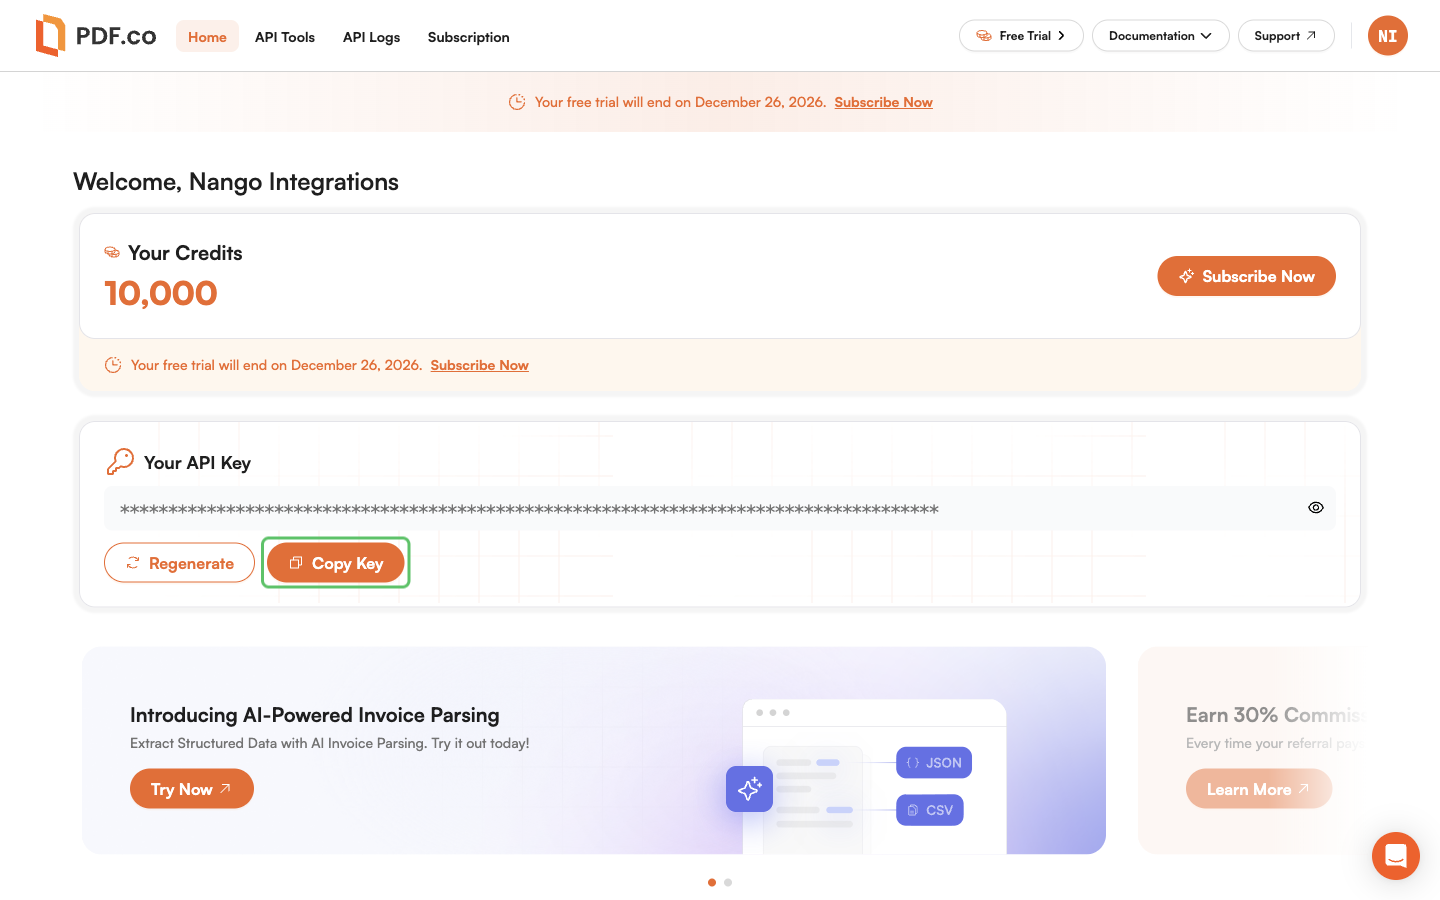 PDF.co
Home
API Tools
API Logs
Subscription
Free Trial
Documentation
Support
NI
Your free trial will end on December 26, 2026. Subscribe Now
Welcome, Nango Integrations
Your Credits
10,000
Subscribe Now
Your free trial will end on December 26, 2026. Subscribe Now
Your API Key
*************************************************************************************
Regenerate
Copy Key
Introducing AI-Powered Invoice Parsing
Extract Structured Data with AI Invoice Parsing. Try it out today!
Try Now
{ } JSON
CSV
Earn 30% Commis
Every time your referral pay
Learn More